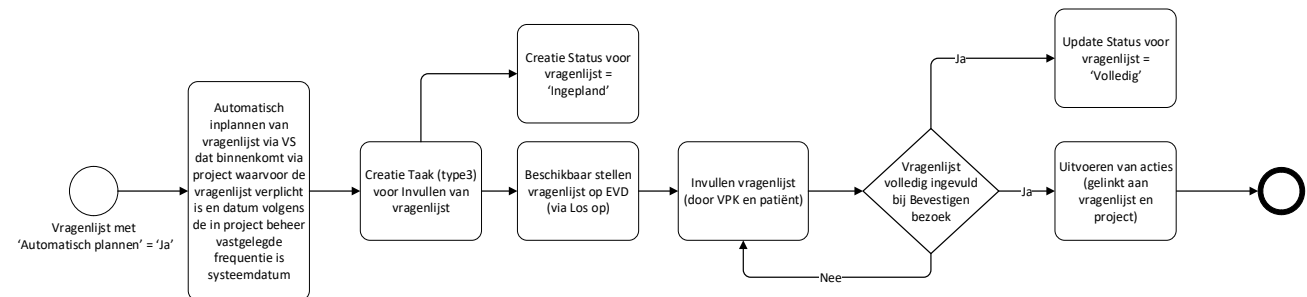 Vragenlijst met
‘Automatisch plannen’ = ‘Ja’
Automatisch
inplannen van
vragenlijst via VS
dat binnenkomt via
project waarvoor de
vragenlijst verplicht
is en datum volgens
de in project beheer
vastgelegde
frequentie is
systeemdatum
Creatie Taak (type3)
voor Invullen van
vragenlijst
Creatie Status voor
vragenlijst =
‘Ingepland’
Beschikbaar stellen
vragenlijst op EVD
(via Los op)
Invullen vragenlijst
(door VPK en patiënt)
Vragenlijst
volledig ingevuld
bij Bevestigen
bezoek
Nee
Ja
Update Status voor
vragenlijst =
‘Volledig’
Ja
Uitvoeren van acties
(gelinkt aan
vragenlijst en
project)